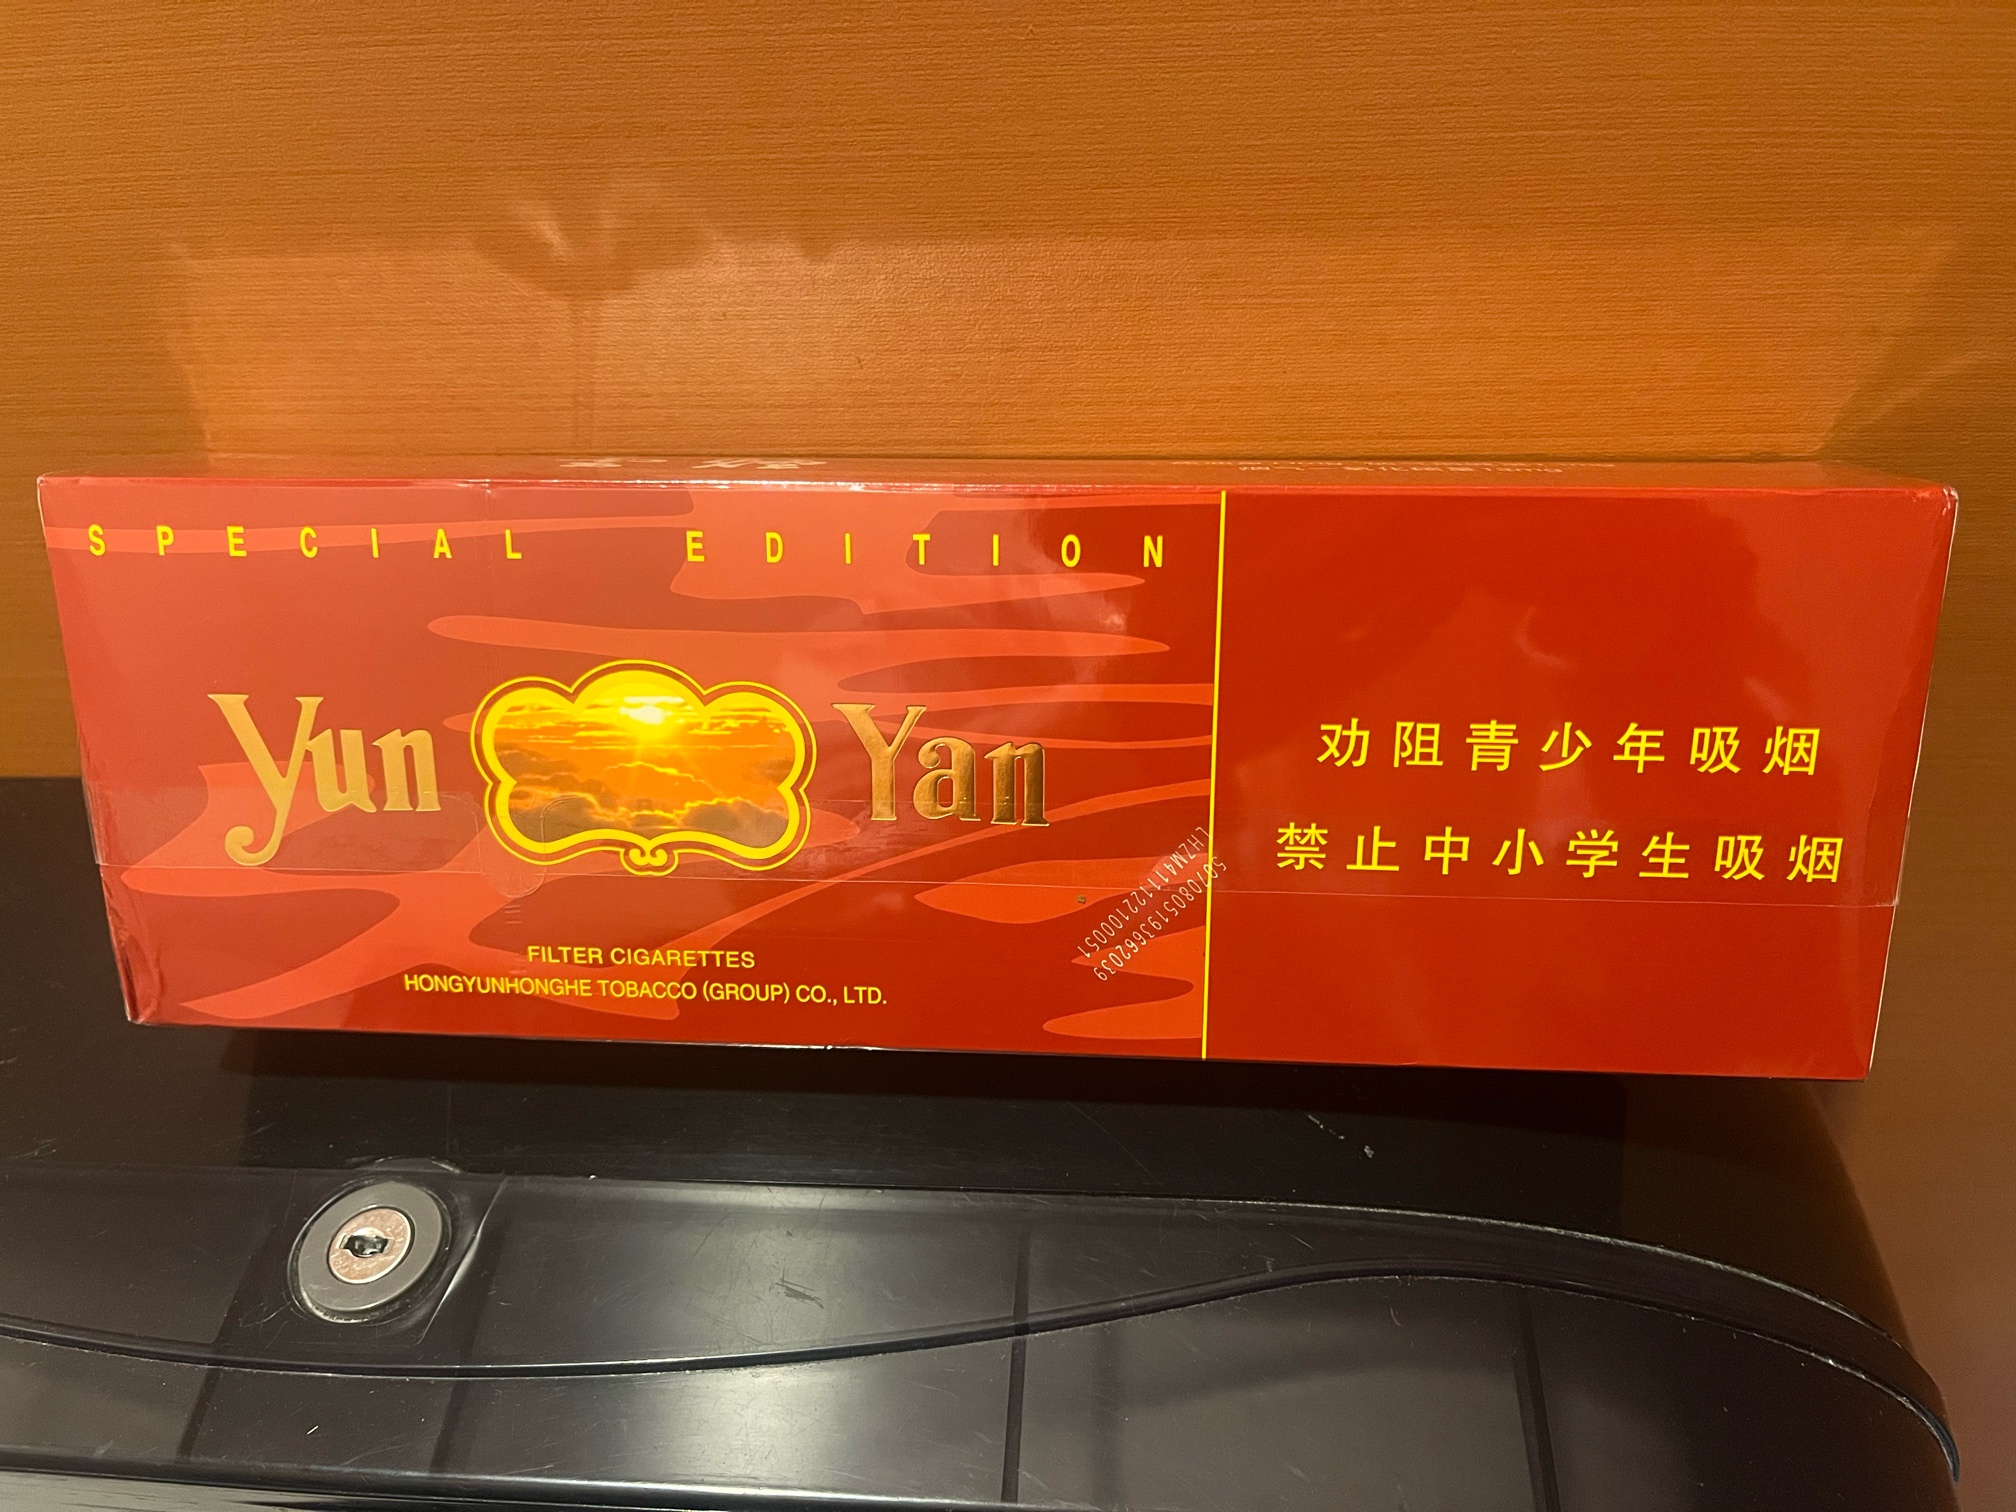 SPECIAL EDITION
Yun Yan
FILTER CIGARETTES
HONGYUNHONGHE TOBACCO (GROUP) CO., LTD.
劝阻青少年吸烟
禁止中小学生吸烟